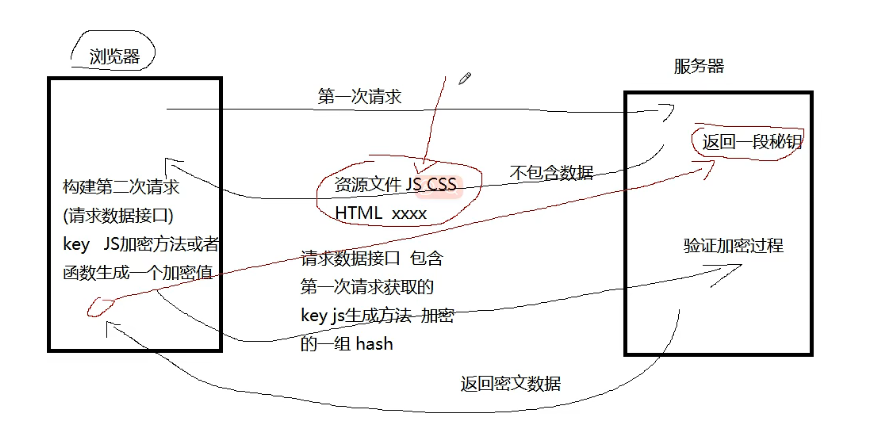 浏览器
服务器
第一次请求
返回一段秘钥
不包含数据
资源文件 JS CSS
HTML xxxx
构建第二次请求
(请求数据接口)
key JS加密方法或者
函数生成一个加密值
请求数据接口 包含
第一次请求获取的
key js生成方法 加密
的一组 hash
验证加密过程
返回密文数据